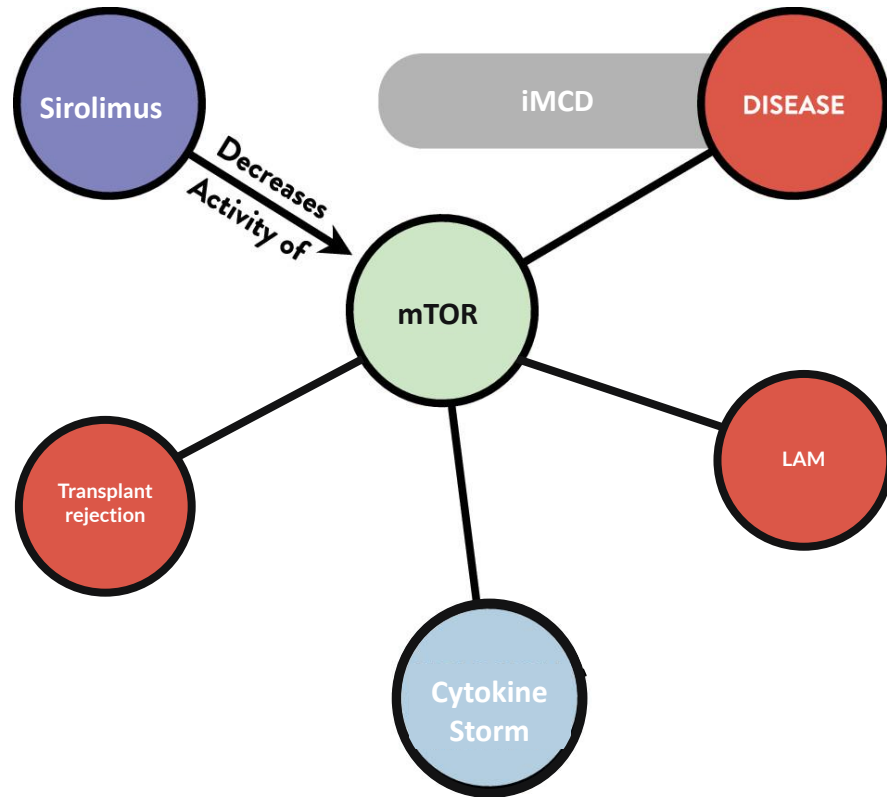 Sirolimus
iMCD
DISEASE
Decreases
Activity of
mTOR
LAM
Transplant
rejection
Cytokine
Storm